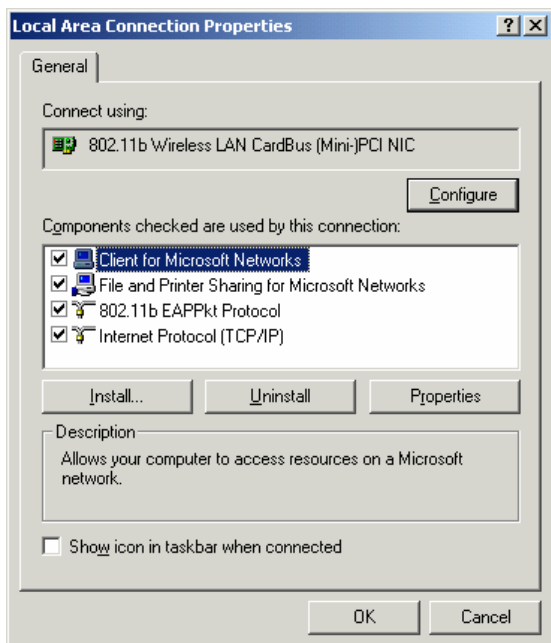 Local Area Connection Properties
General
Connect using:
802.11b Wireless LAN CardBus (Mini-)PCI NIC
Configure
Components checked are used by this connection:
Client for Microsoft Networks
File and Printer Sharing for Microsoft Networks
802.11b EAPPkt Protocol
Internet Protocol (TCP/IP)
Install... Uninstall Properties
Description
Allows your computer to access resources on a Microsoft
network.
Show icon in taskbar when connected
OK Cancel